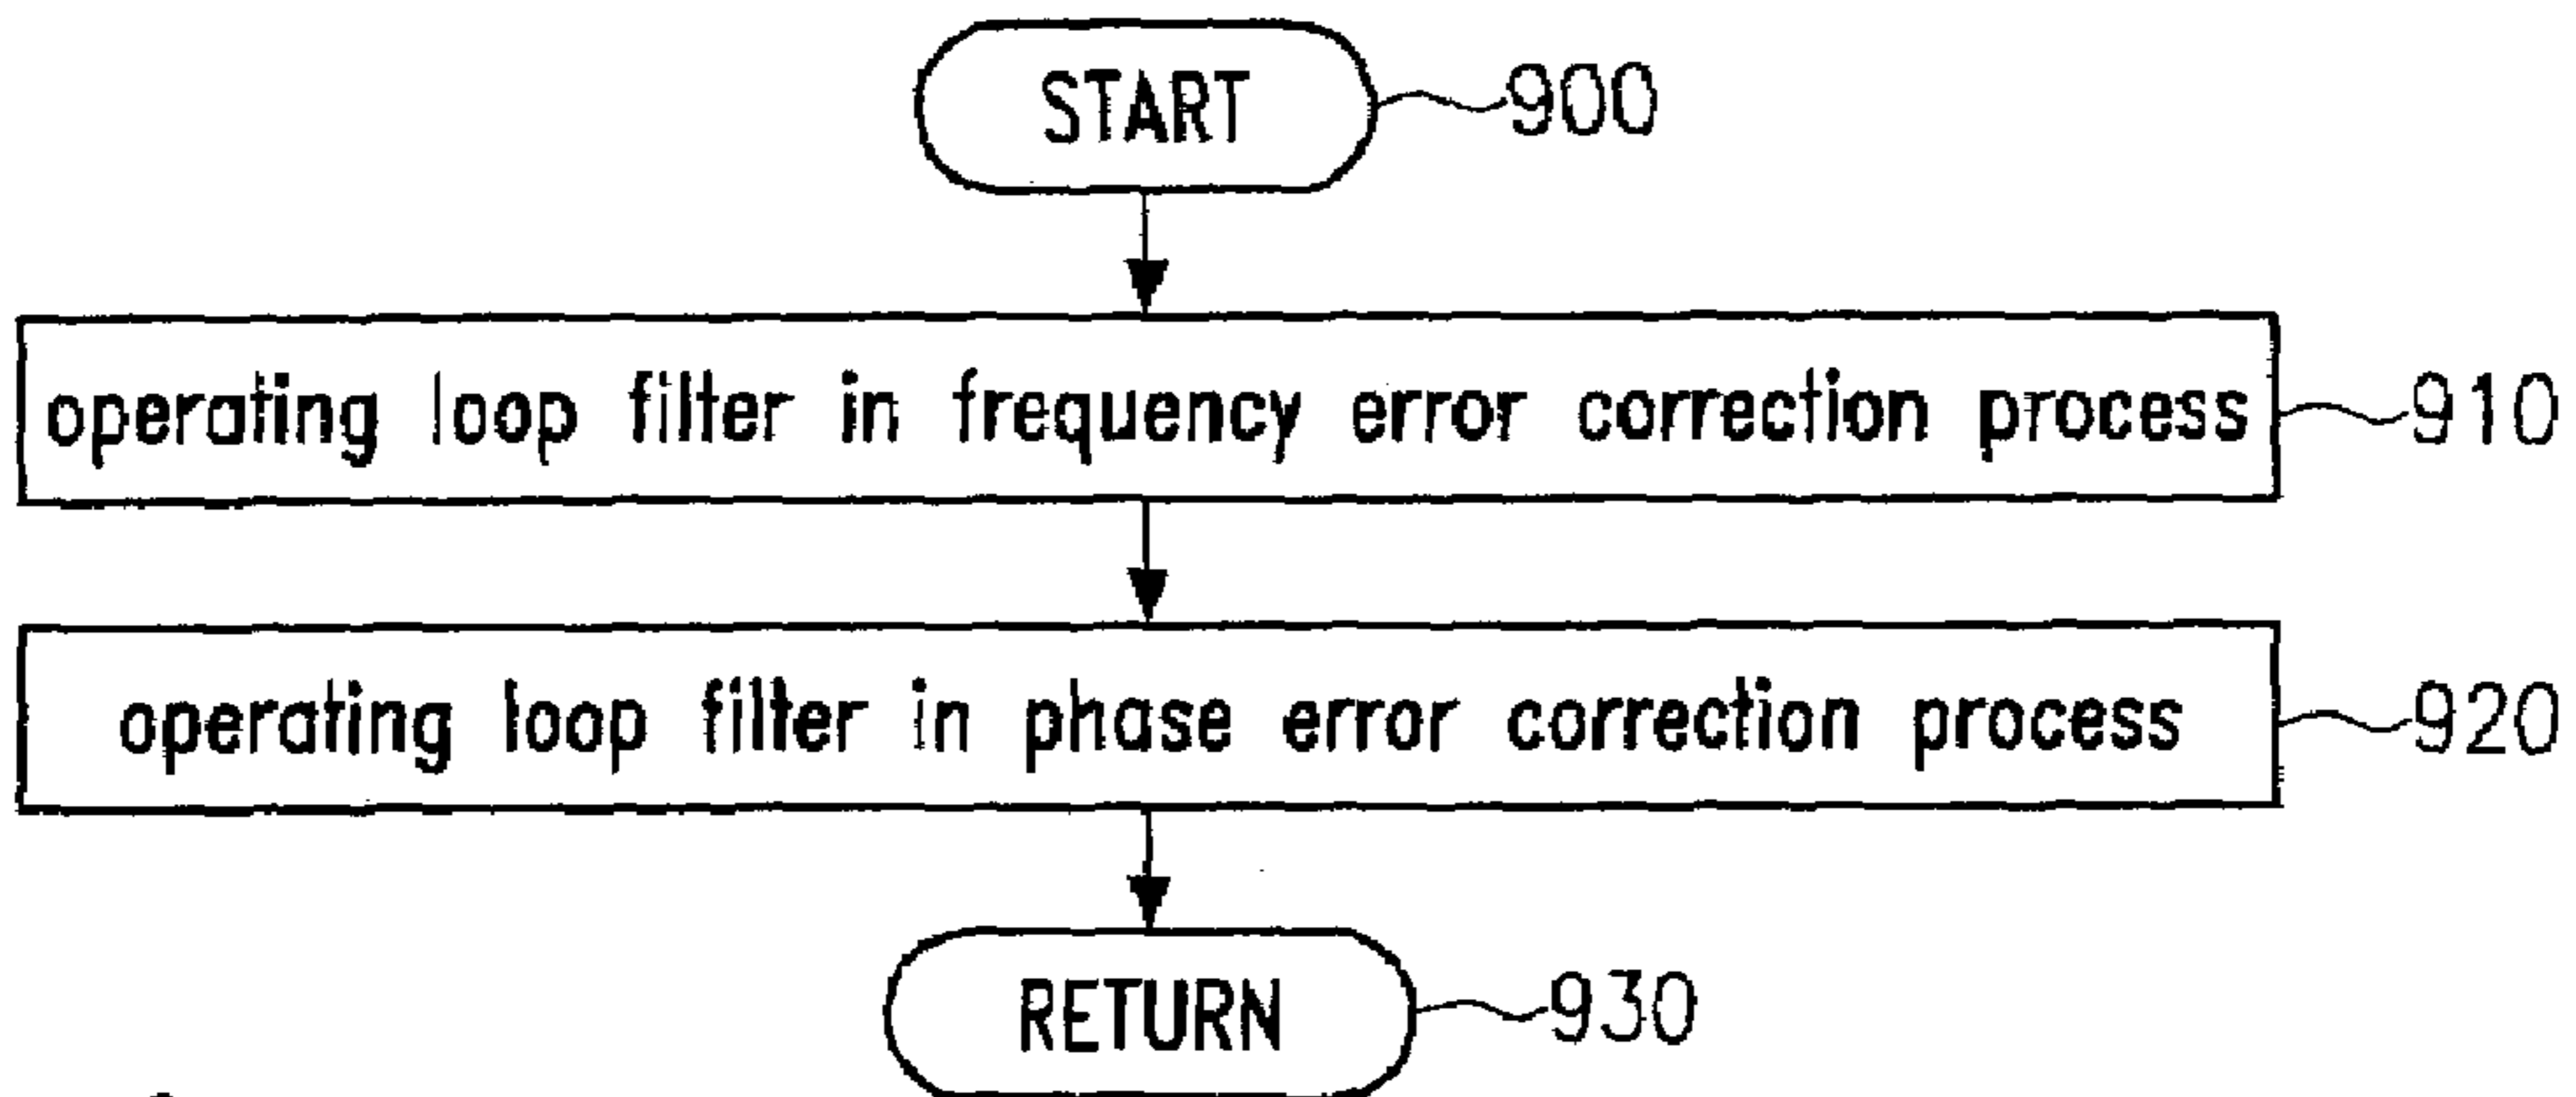 START 900
operating loop filter in frequency error correction process 910
operating loop filter in phase error correction process 920
RETURN 930